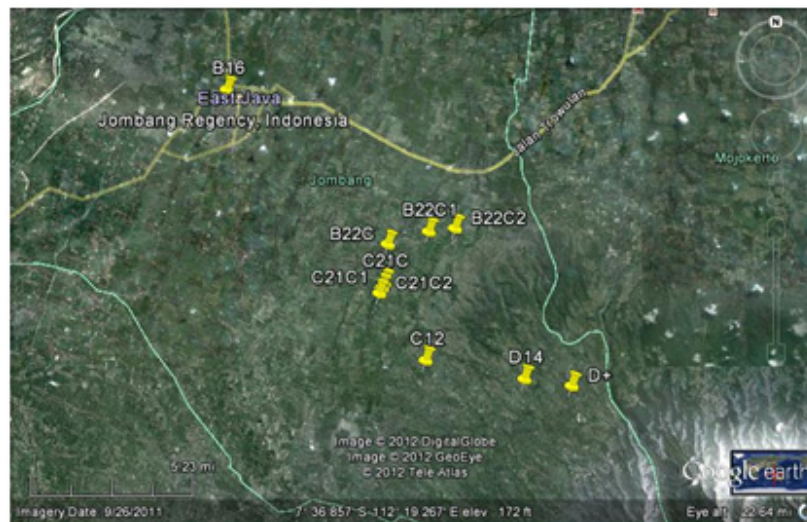 N
B16
East Java
Jombang Regency, Indonesia
Jalan Trowulan
Mojokerto
Jombang
B22C1
B22C2
B22C
C21C
C21C1
C21C2
C12
D14
D+
Image © 2012 DigitalGlobe
Image © 2012 GeoEye
© 2012 Tele Atlas
5.23 mi
Google earth
Imagery Date: 9/26/2011
7° 36.857' S 112° 19.267' E elev 172 ft
Eye alt 22.64 mi